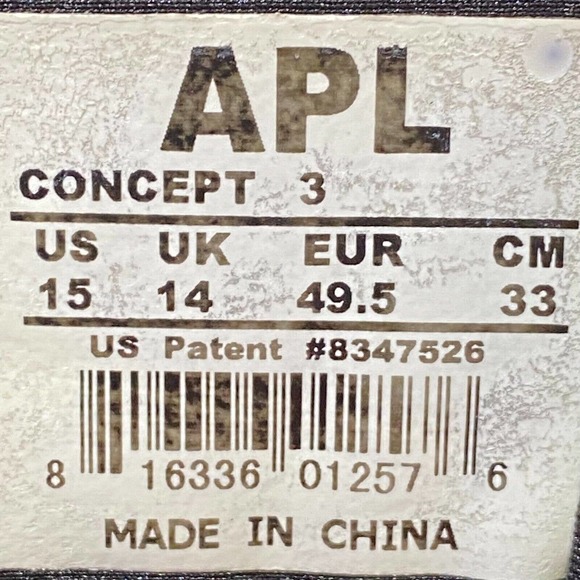 APL
CONCEPT 3
US UK EUR CM
15 14 49.5 33
US Patent #8347526
8 16336 01257 6
MADE IN CHINA